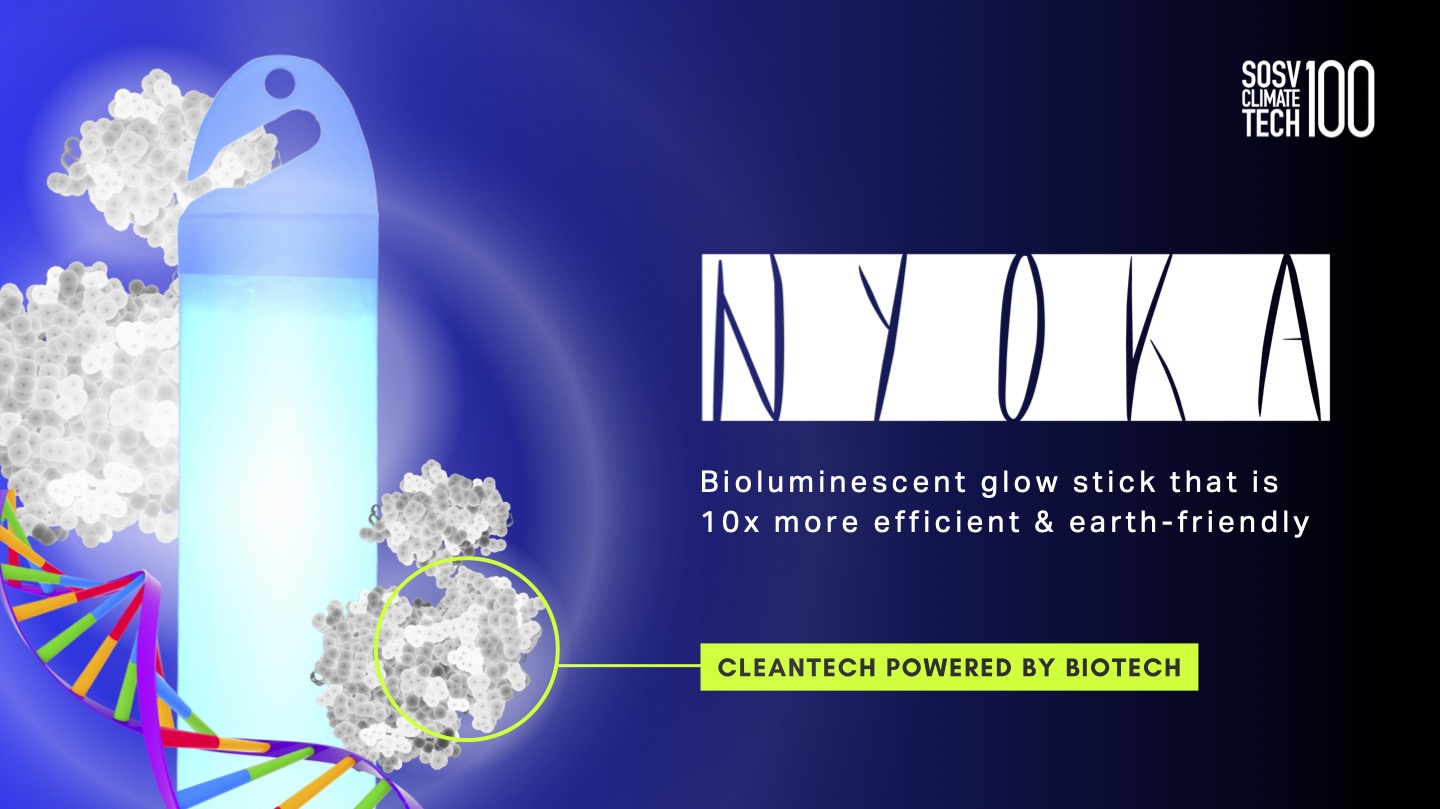 SOSV
CLIMATE
TECH 100
NYOKA
Bioluminescent glow stick that is
10x more efficient & earth-friendly
CLEANTECH POWERED BY BIOTECH